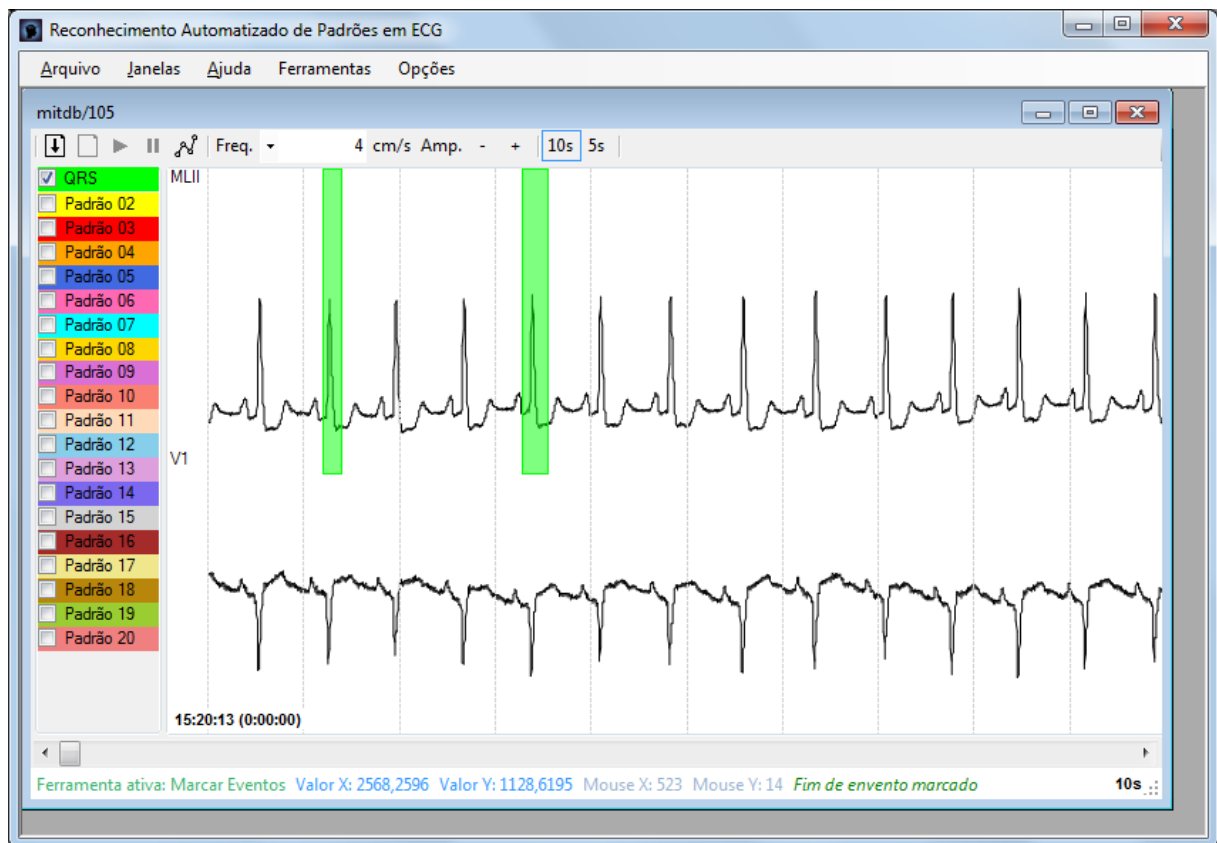 Reconhecimento Automatizado de Padrões em ECG
Arquivo Janelas Ajuda Ferramentas Opções
mitdb/105
Freq. 4 cm/s Amp. - + 10s 5s
QRS
Padrão 02
Padrão 03
Padrão 04
Padrão 05
Padrão 06
Padrão 07
Padrão 08
Padrão 09
Padrão 10
Padrão 11
Padrão 12
Padrão 13
Padrão 14
Padrão 15
Padrão 16
Padrão 17
Padrão 18
Padrão 19
Padrão 20
MLII
V1
15:20:13 (0:00:00)
Ferramenta ativa: Marcar Eventos Valor X: 2568,2596 Valor Y: 1128,6195 Mouse X: 523 Mouse Y: 14 Fim de envento marcado 10s